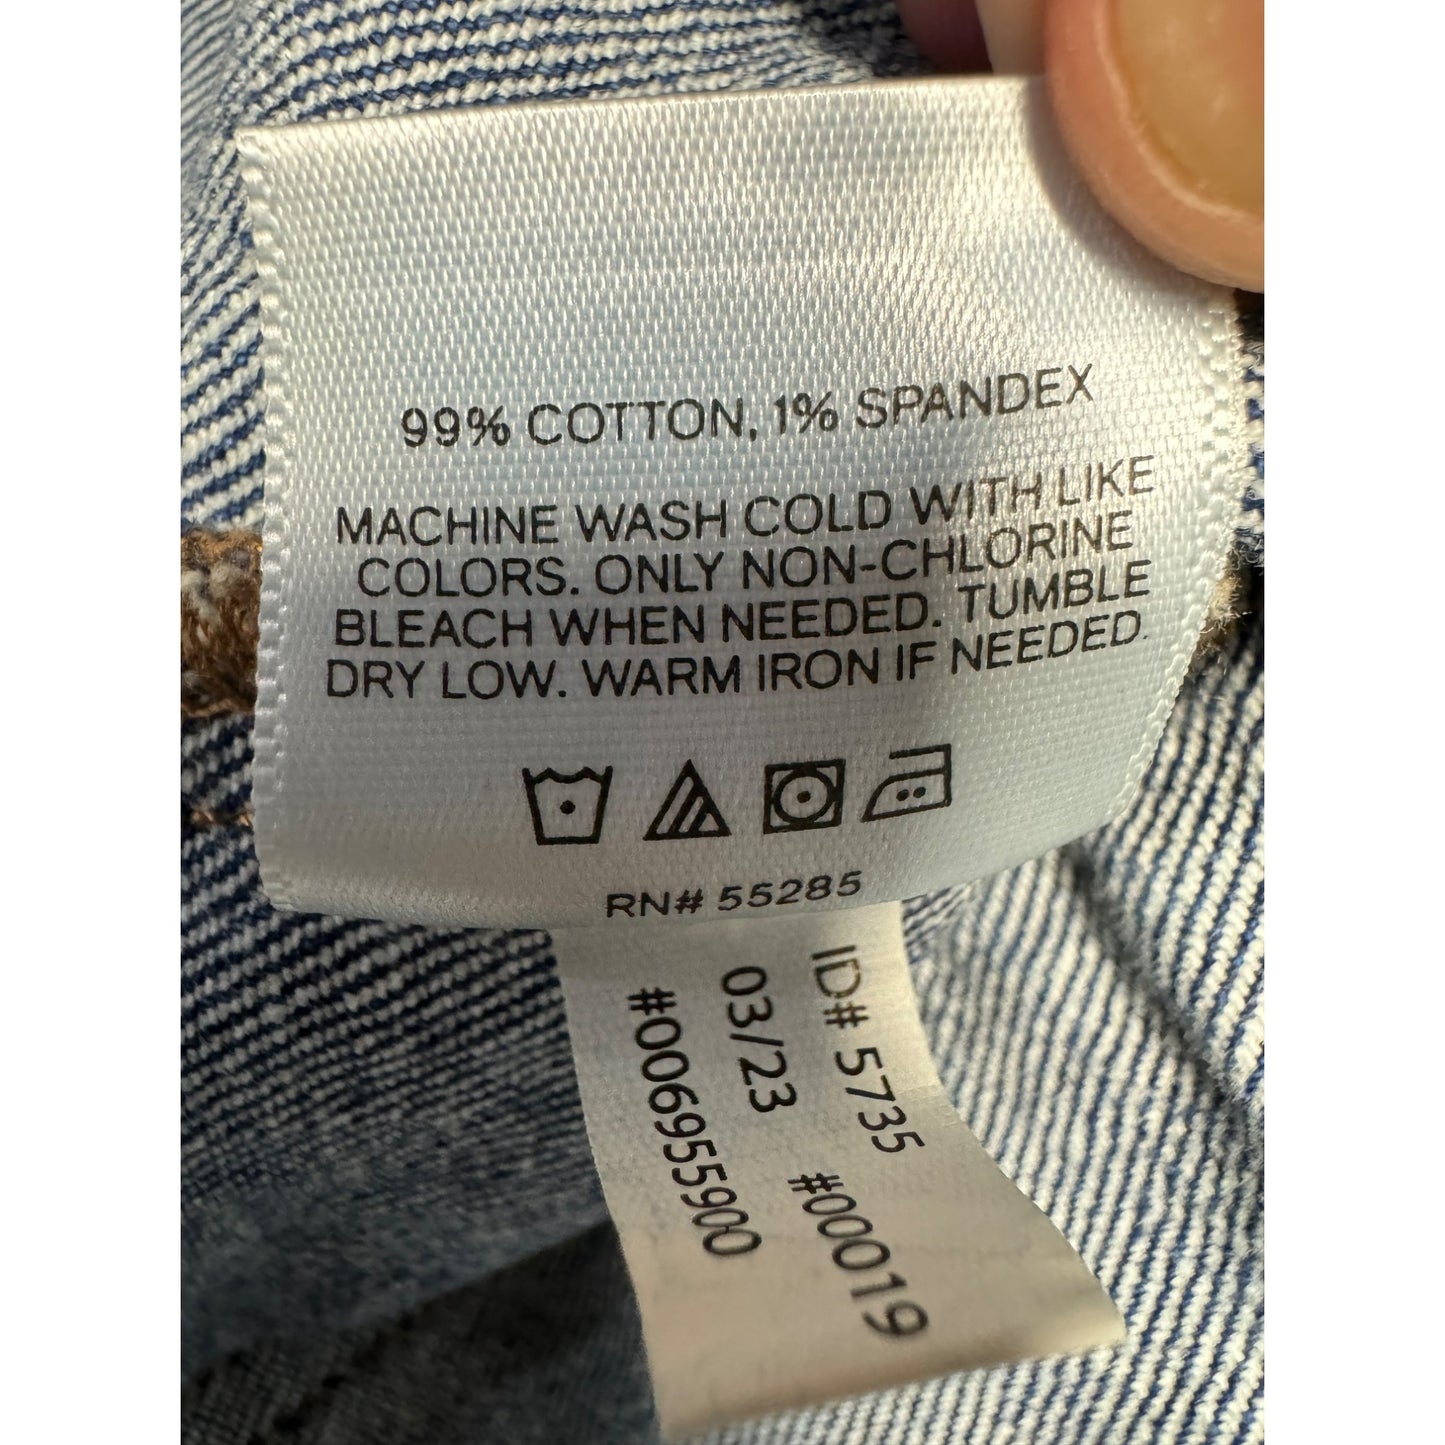 99% COTTON, 1% SPANDEX
MACHINE WASH COLD WITH LIKE
COLORS. ONLY NON-CHLORINE
BLEACH WHEN NEEDED. TUMBLE
DRY LOW. WARM IRON IF NEEDED.
RN# 55285
ID# 5735 #00019
03/23
#006955900